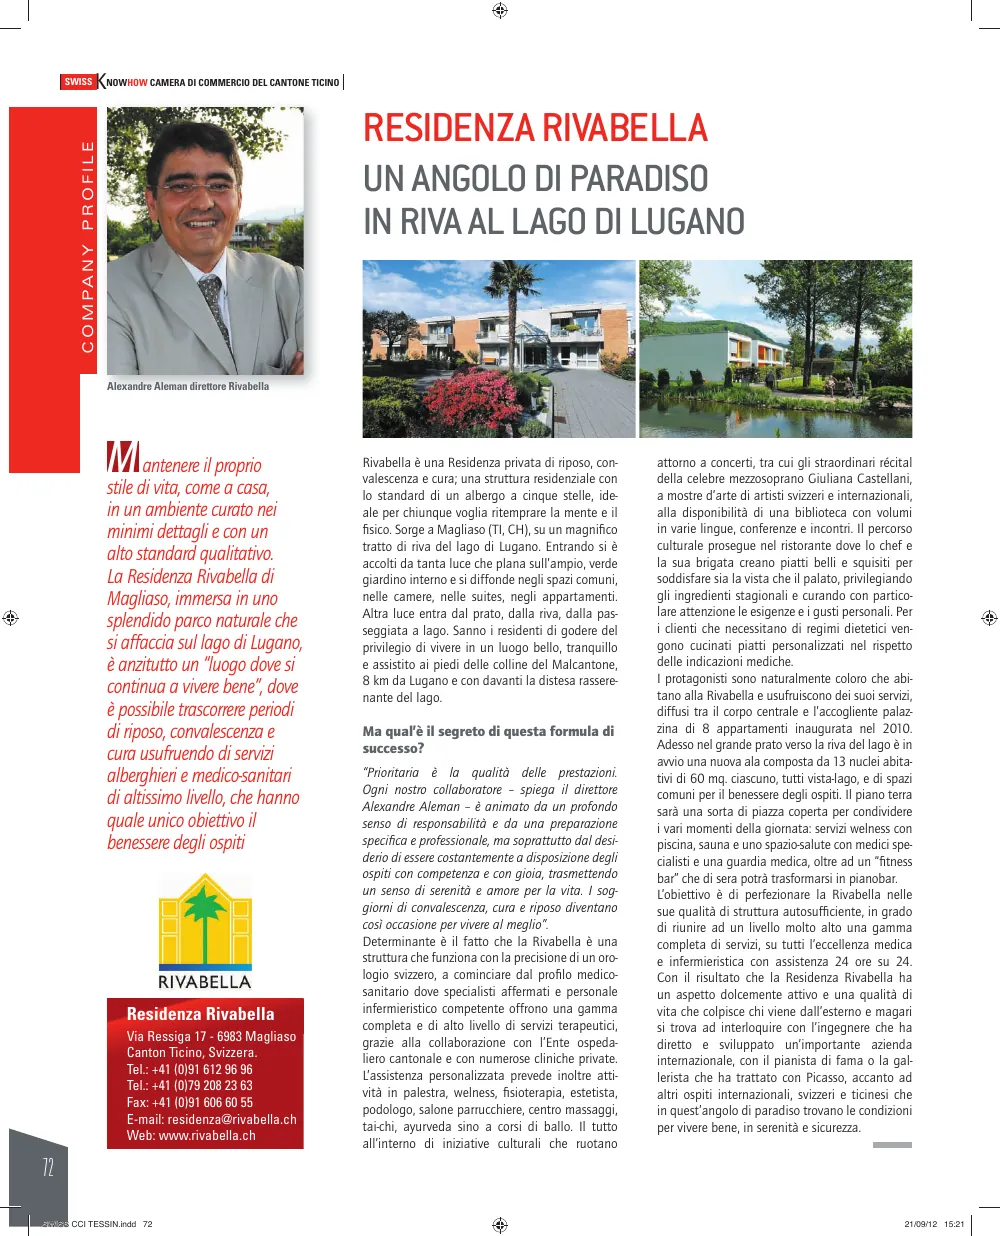 SWISS KNOWHOW CAMERA DI COMMERCIO DEL CANTONE TICINO
COMPANY PROFILE
Alexandre Aleman direttore Rivabella
RESIDENZA RIVABELLA
UN ANGOLO DI PARADISO
IN RIVA AL LAGO DI LUGANO
Mantenere il proprio
stile di vita, come a casa,
in un ambiente curato nei
minimi dettagli e con un
alto standard qualitativo.
La Residenza Rivabella di
Magliaso, immersa in uno
splendido parco naturale che
si affaccia sul lago di Lugano,
è anzitutto un “luogo dove si
continua a vivere bene”, dove
è possibile trascorrere periodi
di riposo, convalescenza e
cura usufruendo di servizi
alberghieri e medico-sanitari
di altissimo livello, che hanno
quale unico obiettivo il
benessere degli ospiti
RIVABELLA
Residenza Rivabella
Via Ressiga 17 - 6983 Magliaso
Canton Ticino, Svizzera.
Tel.: +41 (0)91 612 96 96
Tel.: +41 (0)79 208 23 63
Fax: +41 (0)91 606 60 55
E-mail: residenza@rivabella.ch
Web: www.rivabella.ch
Rivabella è una Residenza privata di riposo, con-
valescenza e cura; una struttura residenziale con
lo standard di un albergo a cinque stelle, ide-
ale per chiunque voglia ritemprare la mente e il
fisico. Sorge a Magliaso (TI, CH), su un magnifico
tratto di riva del lago di Lugano. Entrando si è
accolti da tanta luce che plana sull’ampio, verde
giardino interno e si diffonde negli spazi comuni,
nelle camere, nelle suites, negli appartamenti.
Altra luce entra dal prato, dalla riva, dalla pas-
seggiata a lago. Sanno i residenti di godere del
privilegio di vivere in un luogo bello, tranquillo
e assistito ai piedi delle colline del Malcantone,
8 km da Lugano e con davanti la distesa rassere-
nante del lago.
Ma qual’è il segreto di questa formula di
successo?
“Prioritaria è la qualità delle prestazioni.
Ogni nostro collaboratore – spiega il direttore
Alexandre Aleman – è animato da un profondo
senso di responsabilità e da una preparazione
specifica e professionale, ma soprattutto dal desi-
derio di essere costantemente a disposizione degli
ospiti con competenza e con gioia, trasmettendo
un senso di serenità e amore per la vita. I sog-
giorni di convalescenza, cura e riposo diventano
così occasione per vivere al meglio”.
Determinante è il fatto che la Rivabella è una
struttura che funziona con la precisione di un oro-
logio svizzero, a cominciare dal profilo medico-
sanitario dove specialisti affermati e personale
infermieristico competente offrono una gamma
completa e di alto livello di servizi terapeutici,
grazie alla collaborazione con l’Ente ospeda-
liero cantonale e con numerose cliniche private.
L’assistenza personalizzata prevede inoltre atti-
vità in palestra, welness, fisioterapia, estetista,
podologo, salone parrucchiere, centro massaggi,
tai-chi, ayurveda sino a corsi di ballo. Il tutto
all’interno di iniziative culturali che ruotano
attorno a concerti, tra cui gli straordinari récital
della celebre mezzosoprano Giuliana Castellani,
a mostre d’arte di artisti svizzeri e internazionali,
alla disponibilità di una biblioteca con volumi
in varie lingue, conferenze e incontri. Il percorso
culturale prosegue nel ristorante dove lo chef e
la sua brigata creano piatti belli e squisiti per
soddisfare sia la vista che il palato, privilegiando
gli ingredienti stagionali e curando con partico-
lare attenzione le esigenze e i gusti personali. Per
i clienti che necessitano di regimi dietetici ven-
gono cucinati piatti personalizzati nel rispetto
delle indicazioni mediche.
I protagonisti sono naturalmente coloro che abi-
tano alla Rivabella e usufruiscono dei suoi servizi,
diffusi tra il corpo centrale e l’accogliente palaz-
zina di 8 appartamenti inaugurata nel 2010.
Adesso nel grande prato verso la riva del lago è in
avvio una nuova ala composta da 13 nuclei abita-
tivi di 60 mq. ciascuno, tutti vista-lago, e di spazi
comuni per il benessere degli ospiti. Il piano terra
sarà una sorta di piazza coperta per condividere
i vari momenti della giornata: servizi welness con
piscina, sauna e uno spazio-salute con medici spe-
cialisti e una guardia medica, oltre ad un “fitness
bar” che di sera potrà trasformarsi in pianobar.
L’obiettivo è di perfezionare la Rivabella nelle
sue qualità di struttura autosufficiente, in grado
di riunire ad un livello molto alto una gamma
completa di servizi, su tutti l’eccellenza medica
e infermieristica con assistenza 24 ore su 24.
Con il risultato che la Residenza Rivabella ha
un aspetto dolcemente attivo e una qualità di
vita che colpisce chi viene dall’esterno e magari
si trova ad interloquire con l’ingegnere che ha
diretto e sviluppato un’importante azienda
internazionale, con il pianista di fama o la gal-
lerista che ha trattato con Picasso, accanto ad
altri ospiti internazionali, svizzeri e ticinesi che
in quest’angolo di paradiso trovano le condizioni
per vivere bene, in serenità e sicurezza.
72
CCI TESSIN.indd 72
21/09/12 15:21